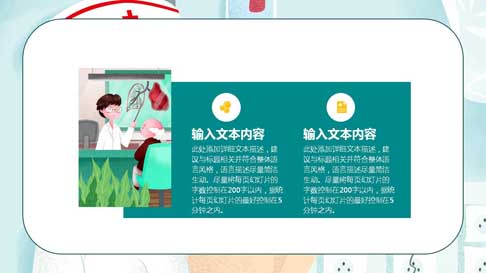 输入文本内容
此处添加详细文本描述，建
议与标题相关并符合整体语
言风格，语言描述尽量简洁
生动。尽量将每页幻灯片的
字数控制在200字以内，据统
计每页幻灯片的最好控制在5
分钟之内。
输入文本内容
此处添加详细文本描述，建
议与标题相关并符合整体语
言风格，语言描述尽量简洁
生动。尽量将每页幻灯片的
字数控制在200字以内，据统
计每页幻灯片的最好控制在5
分钟之内。